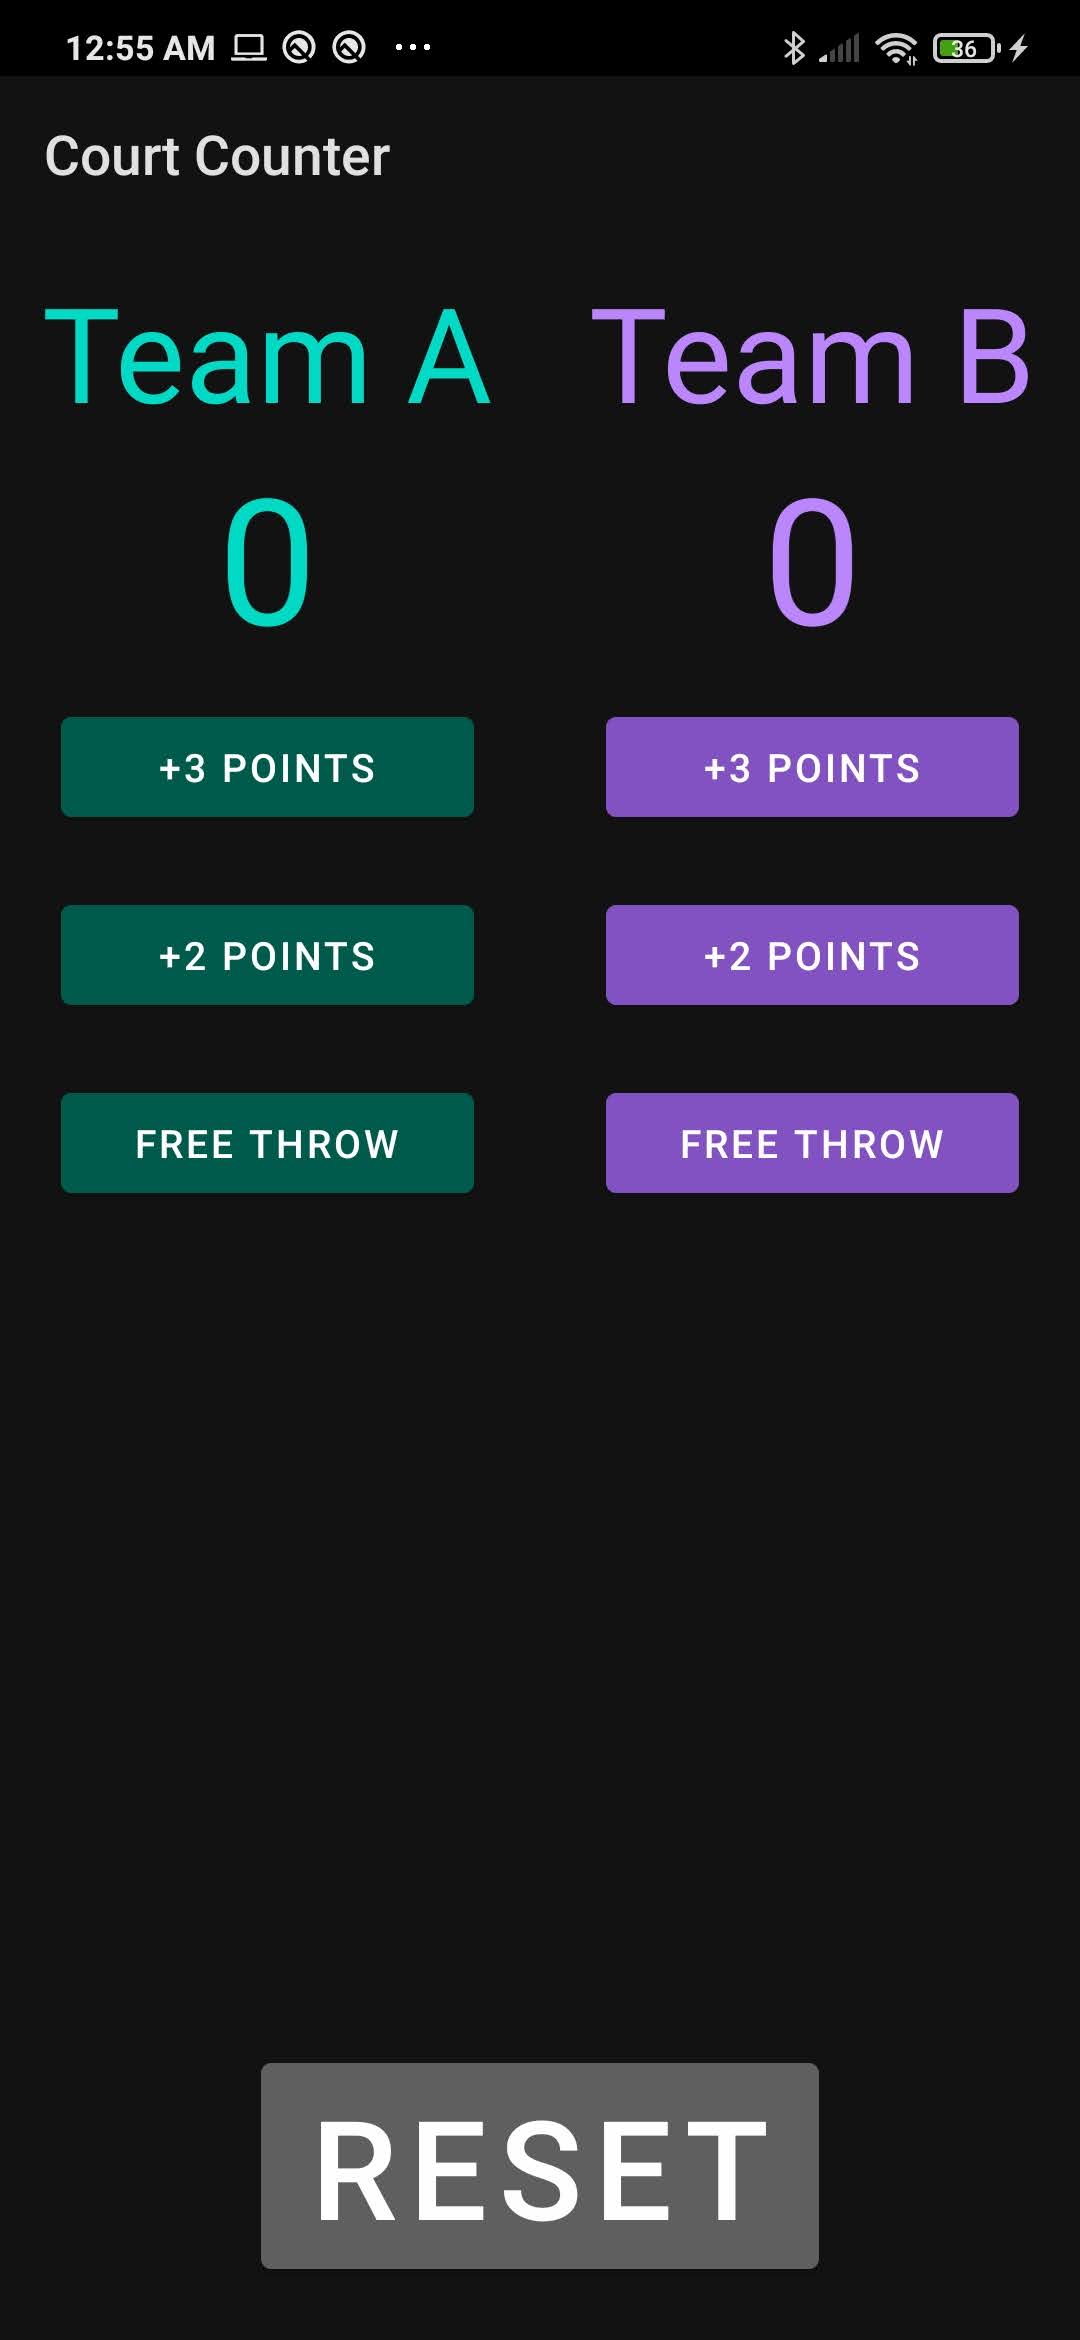 12:55 AM 36
Court Counter
Team A Team B
0 0
+3 POINTS +3 POINTS
+2 POINTS +2 POINTS
FREE THROW FREE THROW
RESET